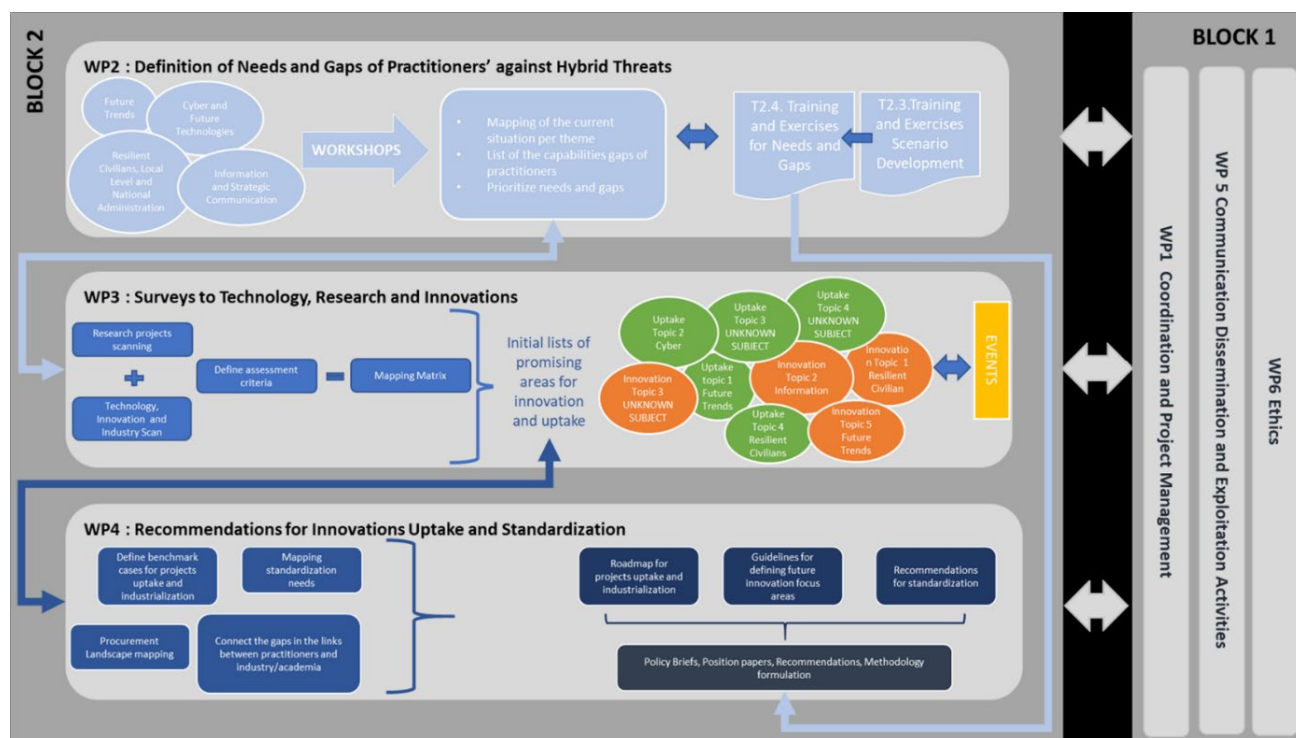 BLOCK 2
WP2 : Definition of Needs and Gaps of Practitioners' against Hybrid Threats
Future
Trends
Cyber and
Future
Technologies
Resilient
Civilians, Local
Level and
National
Administration
Information
and Strategic
Communication
WORKSHOPS
• Mapping of the current
situation per theme
• List of the capabilities gaps of
practitioners
• Prioritize needs and gaps
T2.4. Training
and Exercises
for Needs and
Gaps
T2.3.Training
and Exercises
Scenario
Development
WP3 : Surveys to Technology, Research and Innovations
Research projects
scanning
Technology,
Innovation and
Industry Scan
Define assessment
criteria
Mapping Matrix
Initial lists of
promising
areas for
innovation
and uptake
Uptake
Topic 2
Cyber
Uptake
Topic 3
UNKNOWN
SUBJECT
Uptake
Topic 4
UNKNOWN
SUBJECT
Innovation
Topic 3
UNKNOWN
SUBJECT
Uptake
topic 1
Future
Trends
Innovation
Topic 2
Information
Innovatio
n Topic 1
Resilient
Civilian
Uptake
Topic 4
Resilient
Civilians
Innovation
Topic 5
Future
Trends
EVENTS
WP4 : Recommendations for Innovations Uptake and Standardization
Define benchmark
cases for projects
uptake and
industrialization
Mapping
standardization
needs
Procurement
Landscape mapping
Connect the gaps in the links
between practitioners and
industry/academia
Roadmap for
projects uptake and
industrialization
Guidelines for
defining future
innovation focus
areas
Recommendations
for standardization
Policy Briefs, Position papers, Recommendations, Methodology
formulation
BLOCK 1
WP1 Coordination and Project Management
WP 5 Communication Dissemination and Exploitation Activities
WP6 Ethics